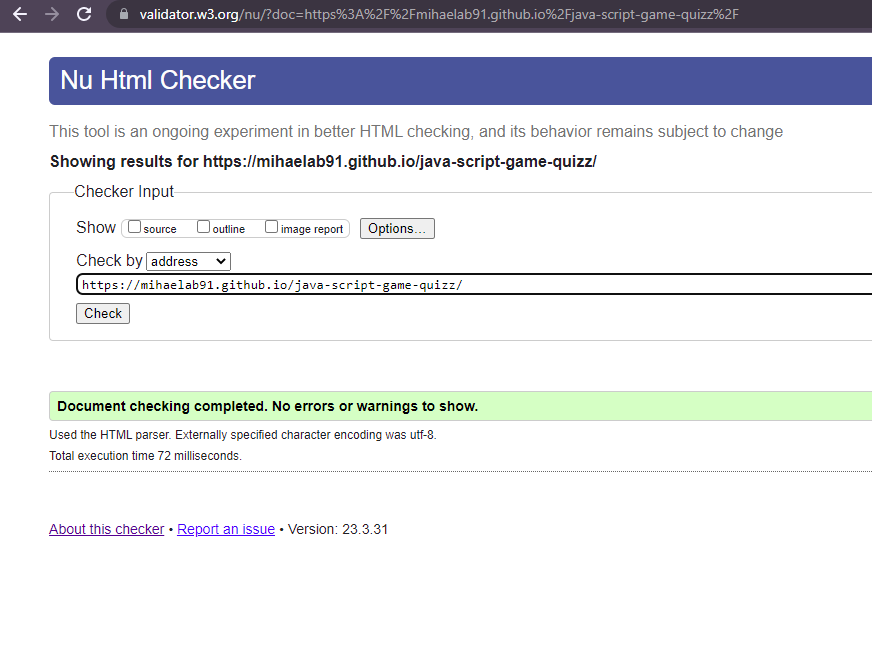 validator.w3.org/nu/?doc=https%3A%2F%2Fmihaelab91.github.io%2Fjava-script-game-quizz%2F
Nu Html Checker
This tool is an ongoing experiment in better HTML checking, and its behavior remains subject to change
Showing results for https://mihaelab91.github.io/java-script-game-quizz/
Checker Input
Show source outline image report Options...
Check by address
https://mihaelab91.github.io/java-script-game-quizz/
Check
Document checking completed. No errors or warnings to show.
Used the HTML parser. Externally specified character encoding was utf-8.
Total execution time 72 milliseconds.
About this checker • Report an issue • Version: 23.3.31